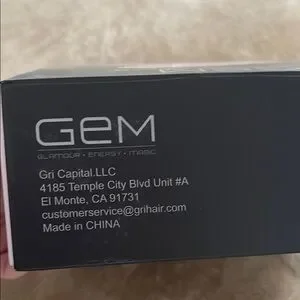 GeM
GLAMOUR • ENERGY • MAGIC
Gri Capital.LLC
4185 Temple City Blvd Unit #A
El Monte, CA 91731
customerservice@grihair.com
Made in CHINA